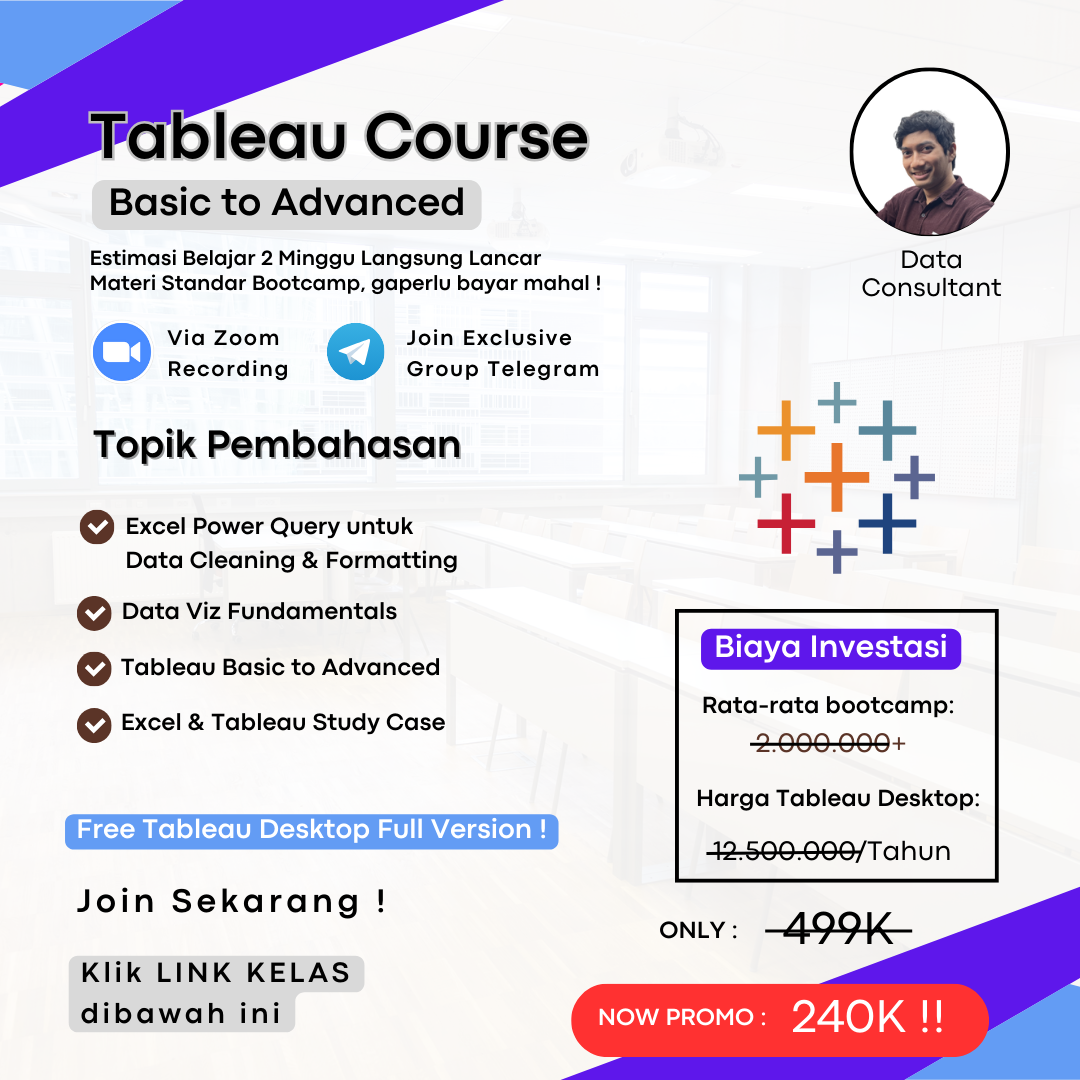 Tableau Course
Basic to Advanced
Estimasi Belajar 2 Minggu Langsung Lancar
Materi Standar Bootcamp, gaperlu bayar mahal !
Via Zoom
Recording
Join Exclusive
Group Telegram
Data
Consultant
Topik Pembahasan
Excel Power Query untuk
Data Cleaning & Formatting
Data Viz Fundamentals
Tableau Basic to Advanced
Excel & Tableau Study Case
Free Tableau Desktop Full Version !
Join Sekarang !
Klik LINK KELAS
dibawah ini
Biaya Investasi
Rata-rata bootcamp:
2.000.000+
Harga Tableau Desktop:
12.500.000/Tahun
ONLY : 499K
NOW PROMO : 240K !!